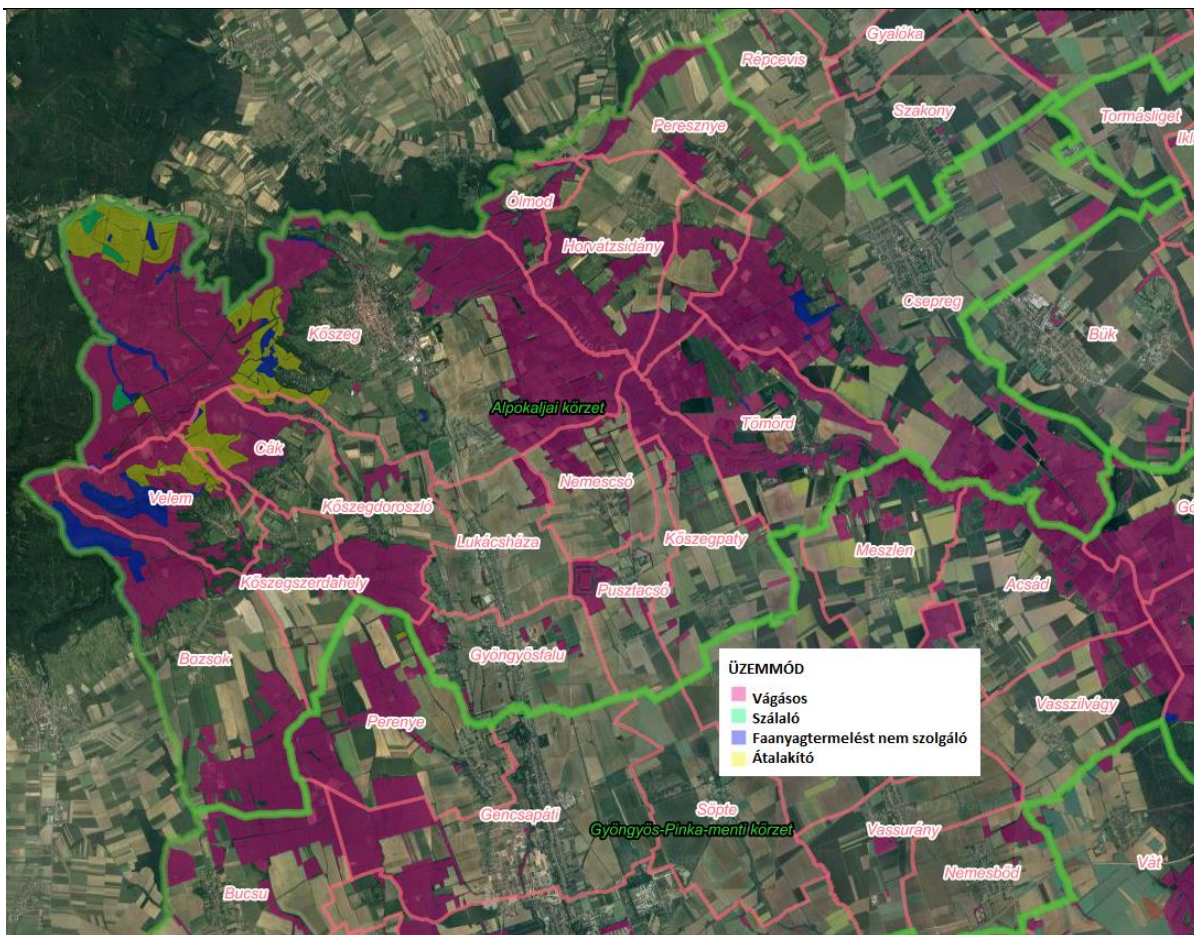 Gyalóka
Répcevis
Szakony
Tormásliget
Peresznye
Ólmod
Horvátzsidány
Csepreg
Bük
Kőszeg
Alpokaljai körzet
Tömörd
Cák
Velem
Nemescsó
Kőszegdoroszló
Lukácsháza
Kőszegpaty
Meszlen
Acsád
Kőszegszerdahely
Pusztacsó
Bozsok
Gyöngyösfalu
Perenye
ÜZEMMÓD
Vágásos
Szálaló
Faanyagtermelést nem szolgáló
Átalakító
Vasszilvágy
Gencsapáti
Söpte
Gyöngyös-Pinka-menti körzet
Vassurány
Nemesbőd
Vát
Bucsu